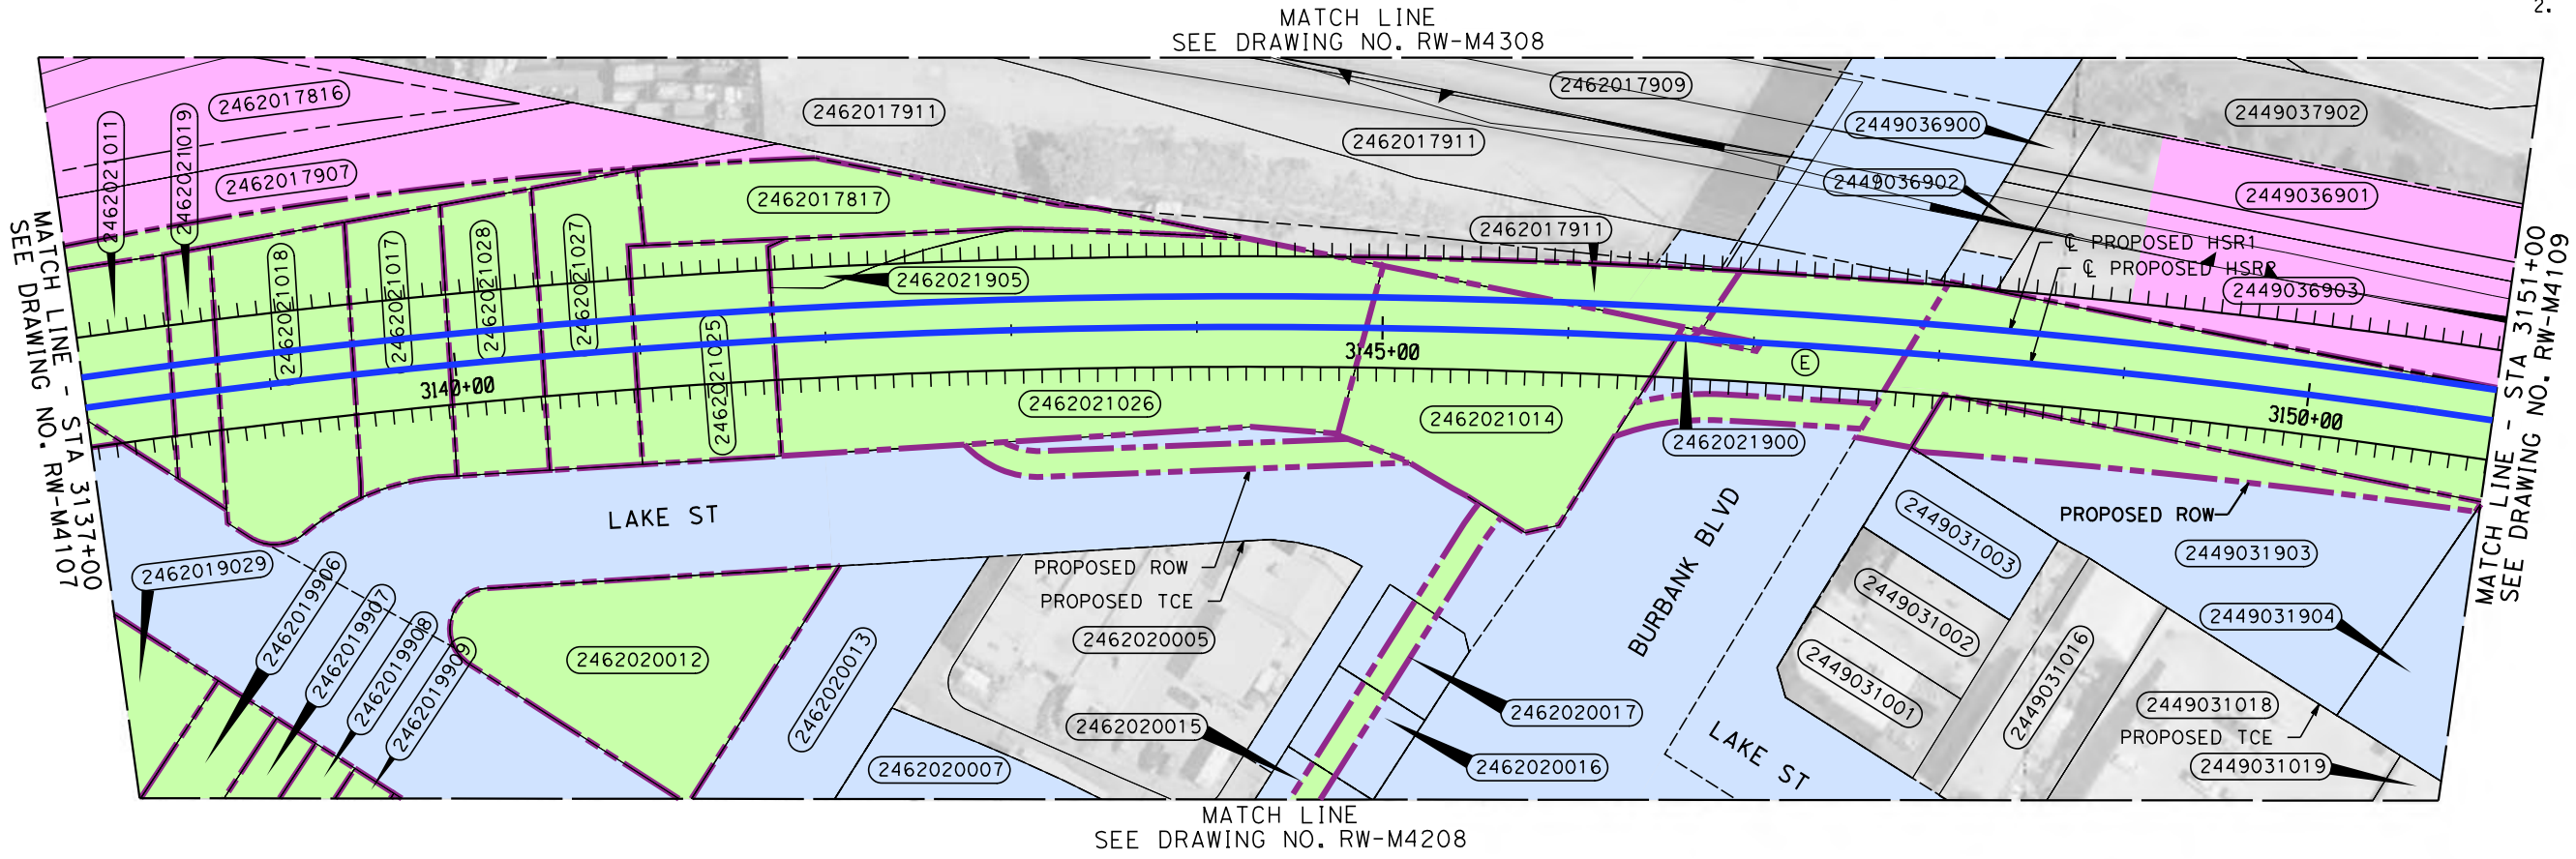 2.
MATCH LINE
SEE DRAWING NO. RW-M4308
2462017816
2462017911
2462017909
2449037902
2462021011
2462021019
2449036900
2462017911
2462017907
2449036902
2449036901
2462017817
2462017911
℄ PROPOSED HSR1
℄ PROPOSED HSR2
2449036903
2462021018
2462021017
2462021028
2462021027
2462021905
2462021025
3140+00
3145+00
E
3150+00
2462021026
2462021014
2462021900
MATCH LINE - STA 3137+00
SEE DRAWING NO. RW-M4107
MATCH LINE - STA 3151+00
SEE DRAWING NO. RW-M4109
LAKE ST
BURBANK BLVD
PROPOSED ROW
2449031003
2449031903
2462019029
2462019906
2462019907
2462019908
2462019909
PROPOSED ROW
PROPOSED TCE
2462020005
2462020012
2462020013
2449031002
2449031001
2449031016
2449031904
2449031018
PROPOSED TCE
2449031019
2462020015
2462020017
2462020016
2462020007
LAKE ST
MATCH LINE
SEE DRAWING NO. RW-M4208